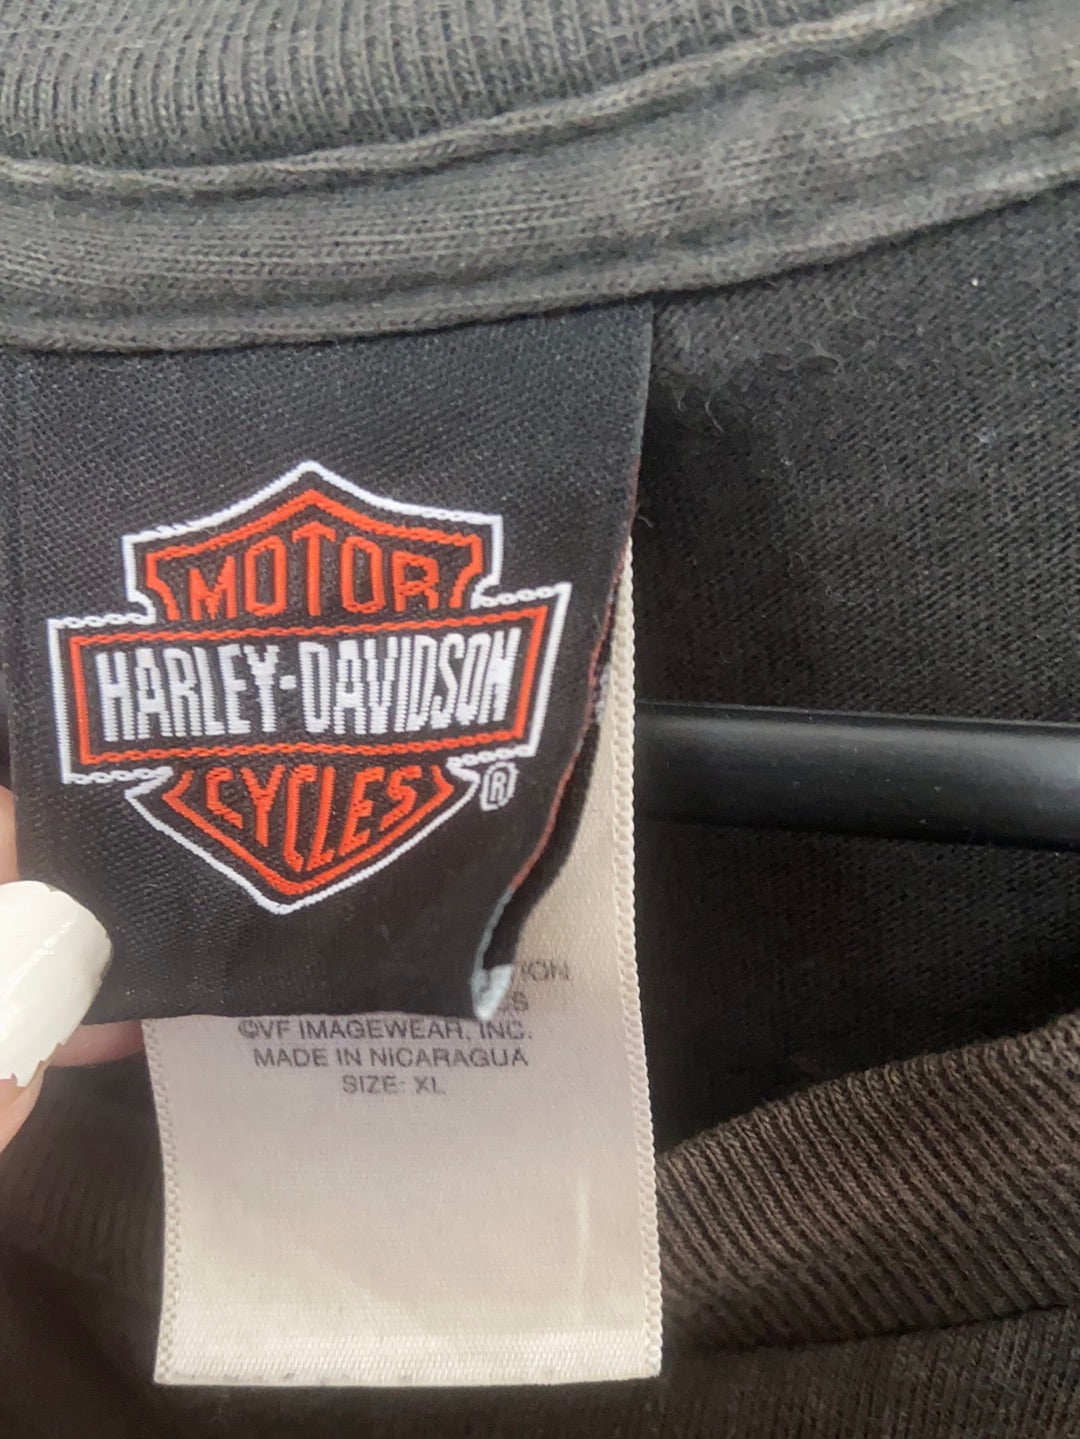 MOTOR
HARLEY-DAVIDSON
CYCLES
®
©VF IMAGEWEAR, INC.
MADE IN NICARAGUA
SIZE: XL